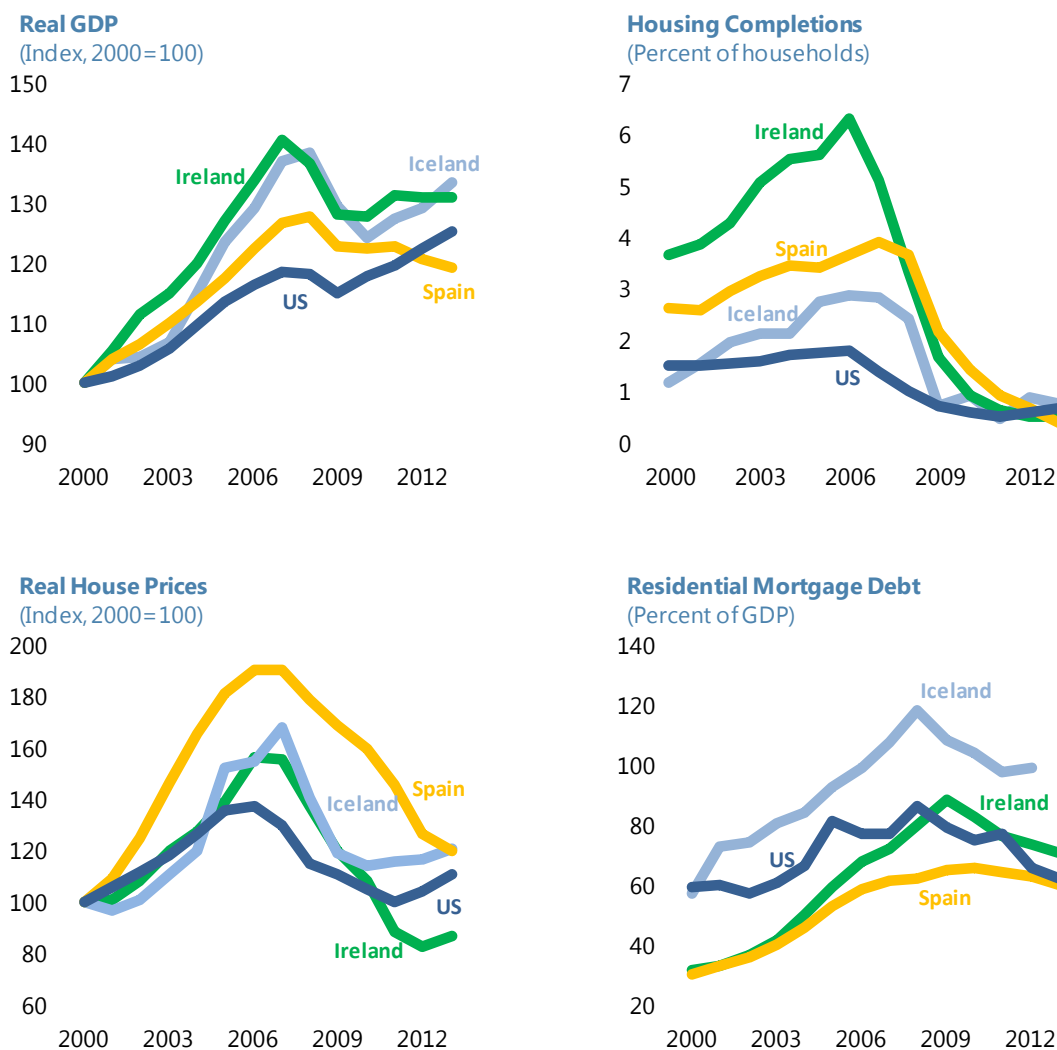 Real GDP
(Index, 2000=100)
150
140
130
120
110
100
90
Ireland
Iceland
US
Spain
2000 2003 2006 2009 2012
Housing Completions
(Percent of households)
7
6
5
4
3
2
1
0
Ireland
Spain
Iceland
US
2000 2003 2006 2009 2012
Real House Prices
(Index, 2000=100)
200
180
160
140
120
100
80
60
Spain
Iceland
US
Ireland
2000 2003 2006 2009 2012
Residential Mortgage Debt
(Percent of GDP)
140
120
100
80
60
40
20
Iceland
Ireland
US
Spain
2000 2003 2006 2009 2012